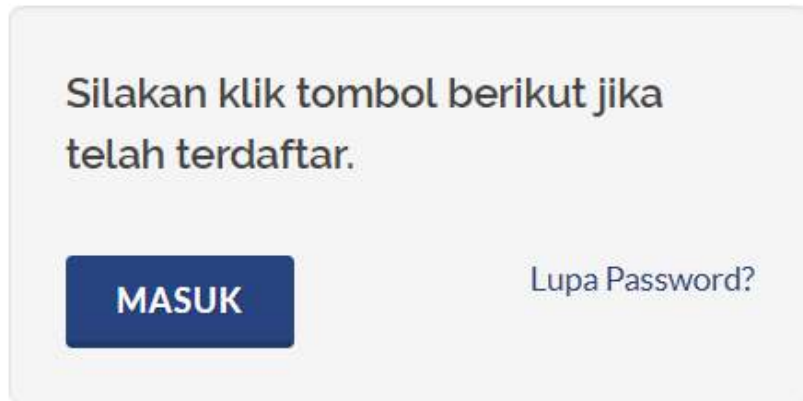 Silakan klik tombol berikut jika
telah terdaftar.
MASUK
Lupa Password?